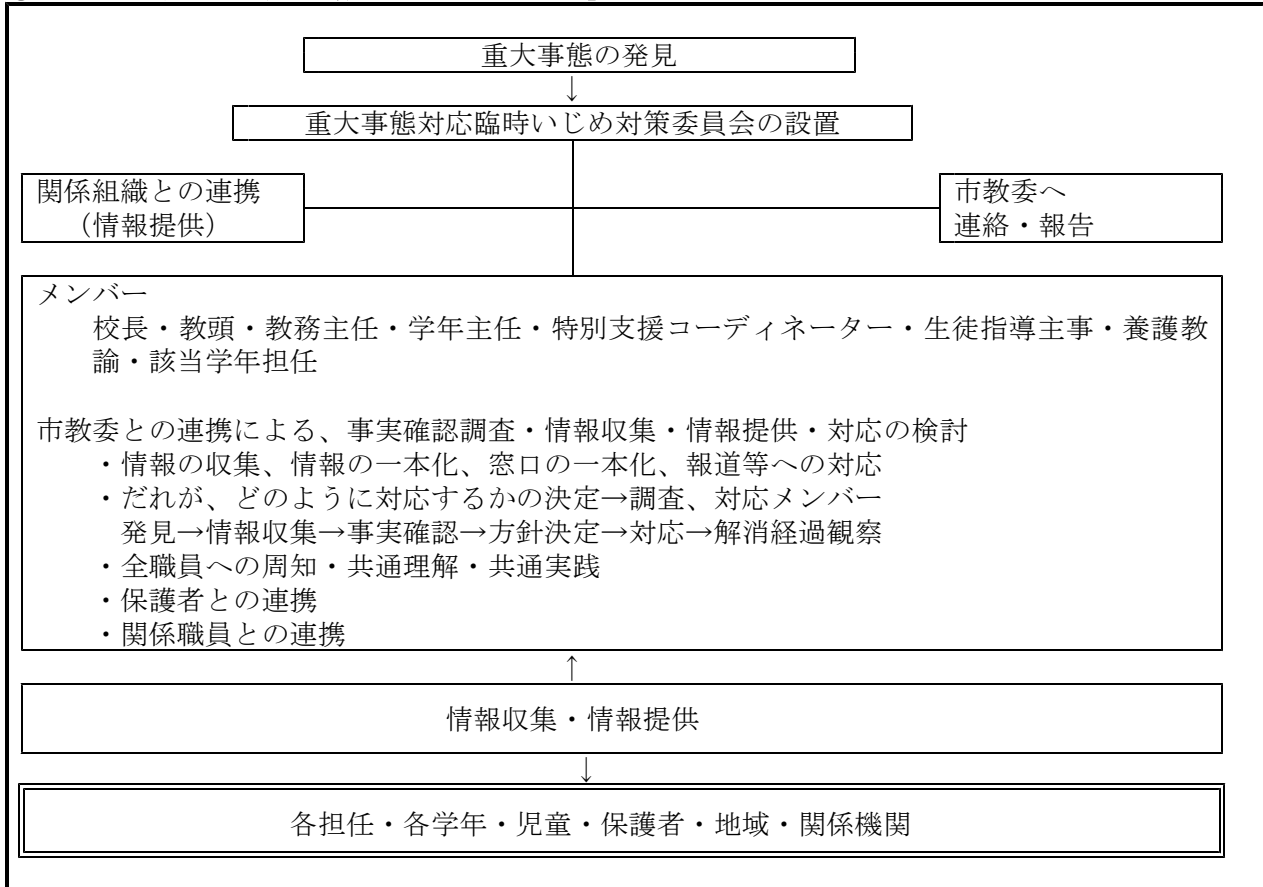 重大事態の発見
↓
重大事態対応臨時いじめ対策委員会の設置
関係組織との連携
（情報提供）
市教委へ
連絡・報告
メンバー
校長・教頭・教務主任・学年主任・特別支援コーディネーター・生徒指導主事・養護教
諭・該当学年担任
市教委との連携による、事実確認調査・情報収集・情報提供・対応の検討
・情報の収集、情報の一本化、窓口の一本化、報道等への対応
・だれが、どのように対応するかの決定→調査、対応メンバー
発見→情報収集→事実確認→方針決定→対応→解消経過観察
・全職員への周知・共通理解・共通実践
・保護者との連携
・関係職員との連携
↑
情報収集・情報提供
↓
各担任・各学年・児童・保護者・地域・関係機関